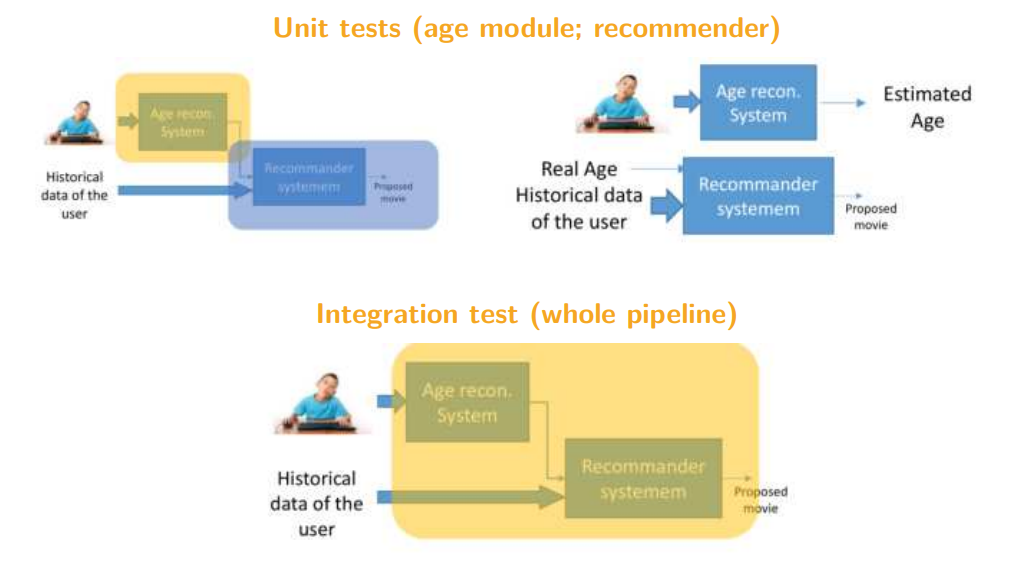 Unit tests (age module; recommender)
Age recon.
System
Historical
data of the
user
Recommander
systemem
Proposed
movie
Age recon.
System
Estimated
Age
Real Age
Historical data
of the user
Recommander
systemem
Proposed
movie
Integration test (whole pipeline)
Age recon.
System
Historical
data of the
user
Recommander
systemem
Proposed
movie